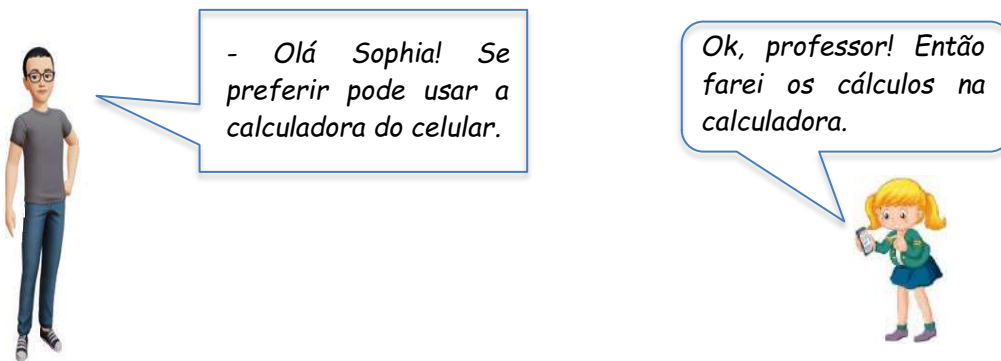 - Olá Sophia! Se
preferir pode usar a
calculadora do celular.
Ok, professor! Então
farei os cálculos na
calculadora.